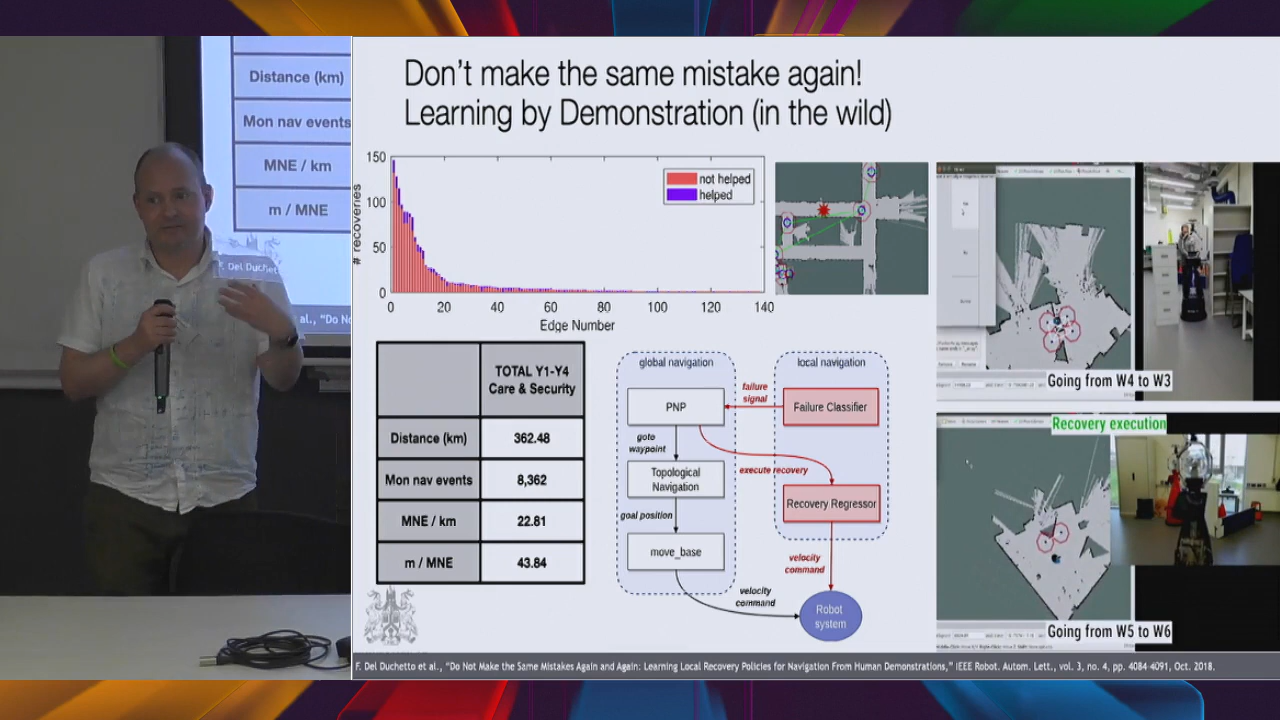 Distance (km)
Mon nav events
MNE / km
m / MNE
F. Del Duchet
et al., "Do No
Don't make the same mistake again!
Learning by Demonstration (in the wild)
# recoveries
150
100
50
0
0
20
40
60
80
100
120
140
Edge Number
not helped
helped
TOTAL Y1-Y4
Care & Security
Distance (km) 362.48
Mon nav events 8,362
MNE / km 22.81
m / MNE 43.84
global navigation
local navigation
PNP
failure
signal
Failure Classifier
goto
waypoint
execute recovery
Topological
Navigation
Recovery Regressor
goal position
move_base
velocity
command
velocity
command
Robot
system
Going from W4 to W3
Recovery execution
Going from W5 to W6
F. Del Duchetto et al., "Do Not Make the Same Mistakes Again and Again: Learning Local Recovery Policies for Navigation From Human Demonstrations," IEEE Robot. Autom. Lett., vol. 3, no. 4, pp. 4084-4091, Oct. 2018.